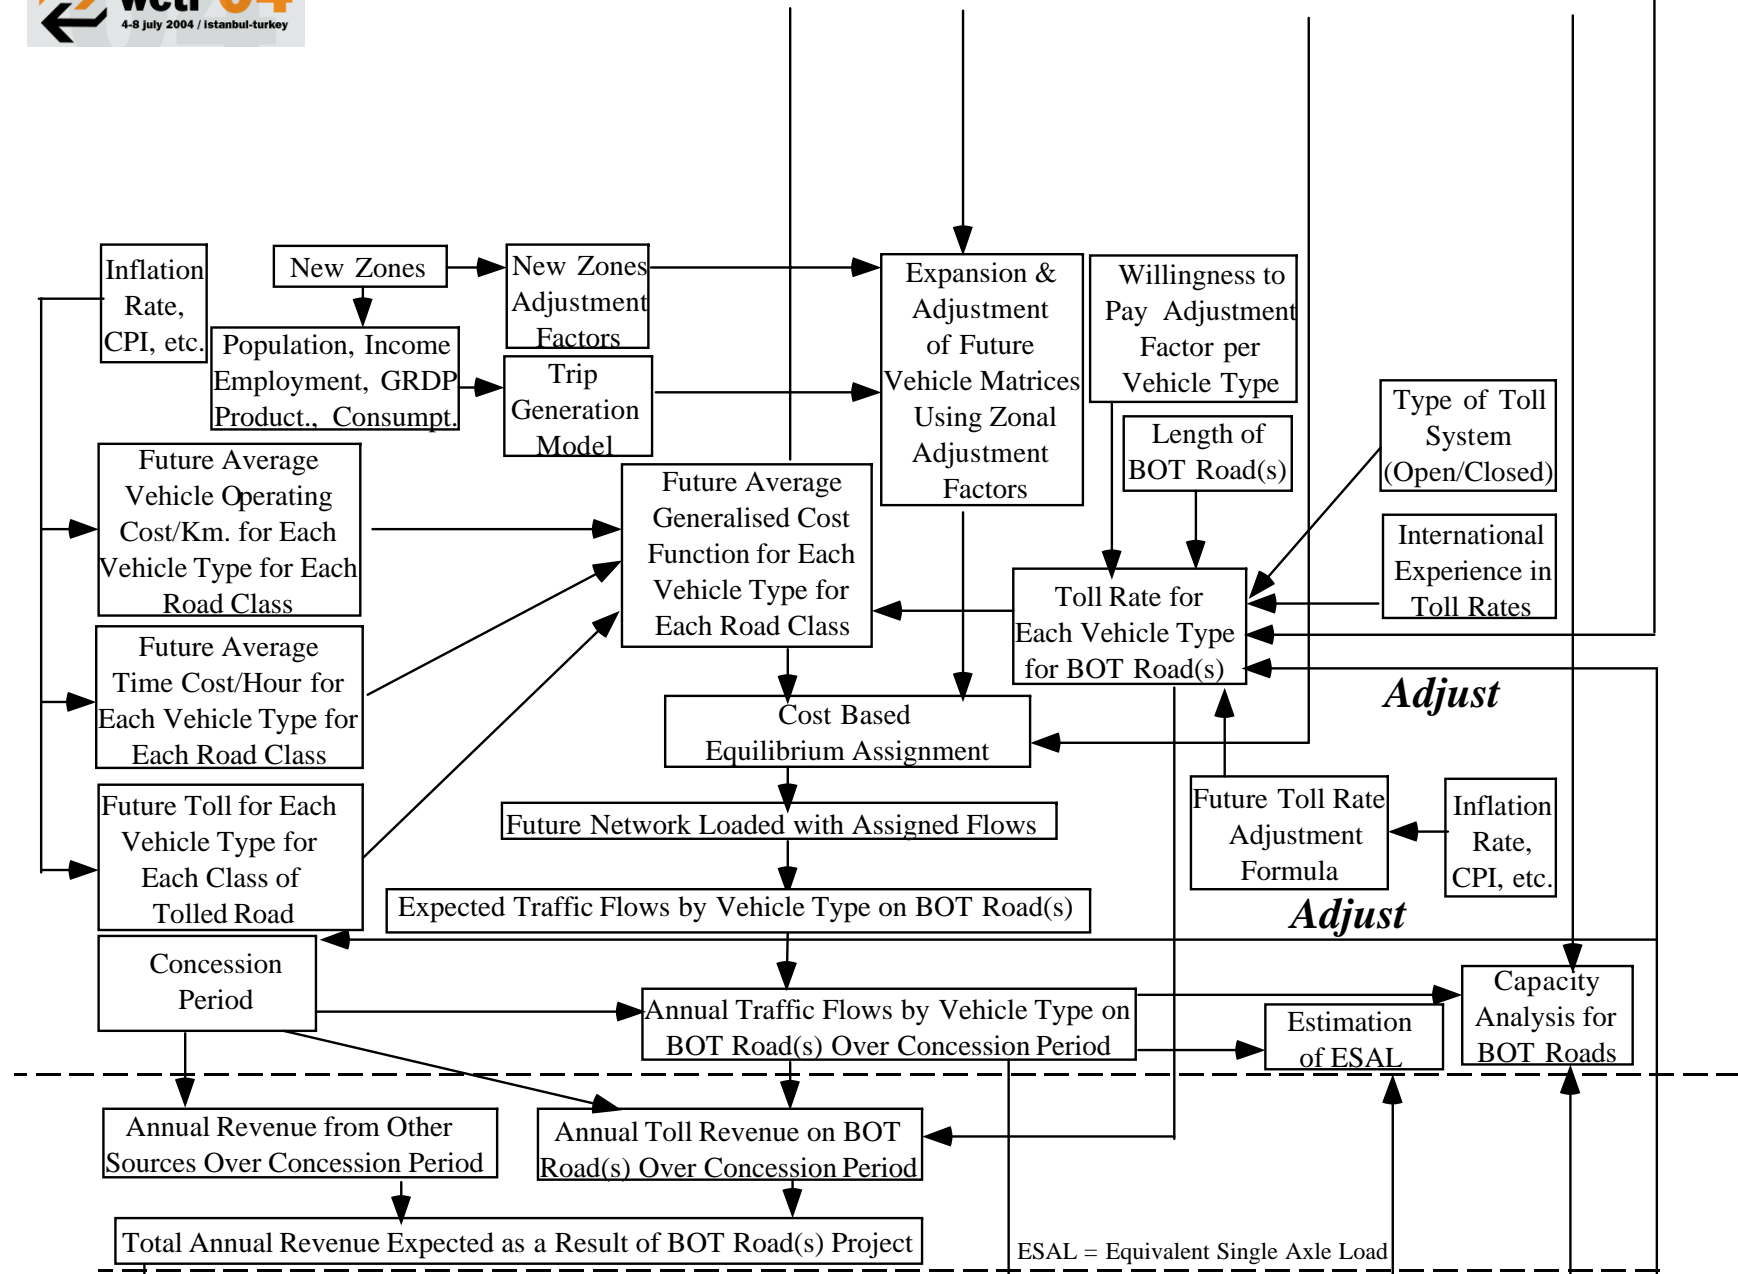 wctr 04
4-8 july 2004 / istanbul-turkey
Inflation
Rate,
CPI, etc.
New Zones
New Zones
Adjustment
Factors
Population, Income
Employment, GRDP
Product., Consumpt.
Trip
Generation
Model
Expansion &
Adjustment
of Future
Vehicle Matrices
Using Zonal
Adjustment
Factors
Willingness to
Pay Adjustment
Factor per
Vehicle Type
Length of
BOT Road(s)
Type of Toll
System
(Open/Closed)
International
Experience in
Toll Rates
Future Average
Vehicle Operating
Cost/Km. for Each
Vehicle Type for Each
Road Class
Future Average
Generalised Cost
Function for Each
Vehicle Type for
Each Road Class
Toll Rate for
Each Vehicle Type
for BOT Road(s)
Adjust
Future Average
Time Cost/Hour for
Each Vehicle Type for
Each Road Class
Cost Based
Equilibrium Assignment
Future Toll for Each
Vehicle Type for
Each Class of
Tolled Road
Future Network Loaded with Assigned Flows
Future Toll Rate
Adjustment
Formula
Inflation
Rate,
CPI, etc.
Expected Traffic Flows by Vehicle Type on BOT Road(s)
Adjust
Concession
Period
Annual Traffic Flows by Vehicle Type on
BOT Road(s) Over Concession Period
Estimation
of ESAL
Capacity
Analysis for
BOT Roads
Annual Revenue from Other
Sources Over Concession Period
Annual Toll Revenue on BOT
Road(s) Over Concession Period
Total Annual Revenue Expected as a Result of BOT Road(s) Project
ESAL = Equivalent Single Axle Load